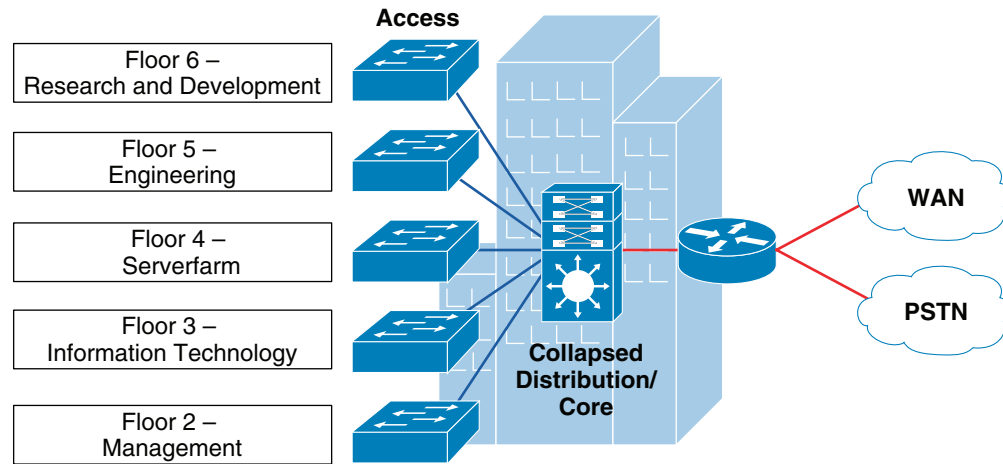 Access
Floor 6 –
Research and Development
Floor 5 –
Engineering
Floor 4 –
Serverfarm
Floor 3 –
Information Technology
Floor 2 –
Management
Collapsed
Distribution/
Core
WAN
PSTN